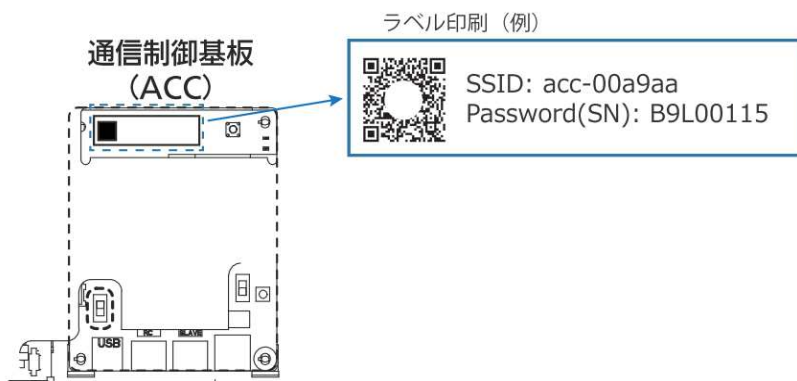 ラベル印刷（例）
通信制御基板
（ACC）
SSID: acc-00a9aa
Password(SN): B9L00115
RC
SLAVE
USB